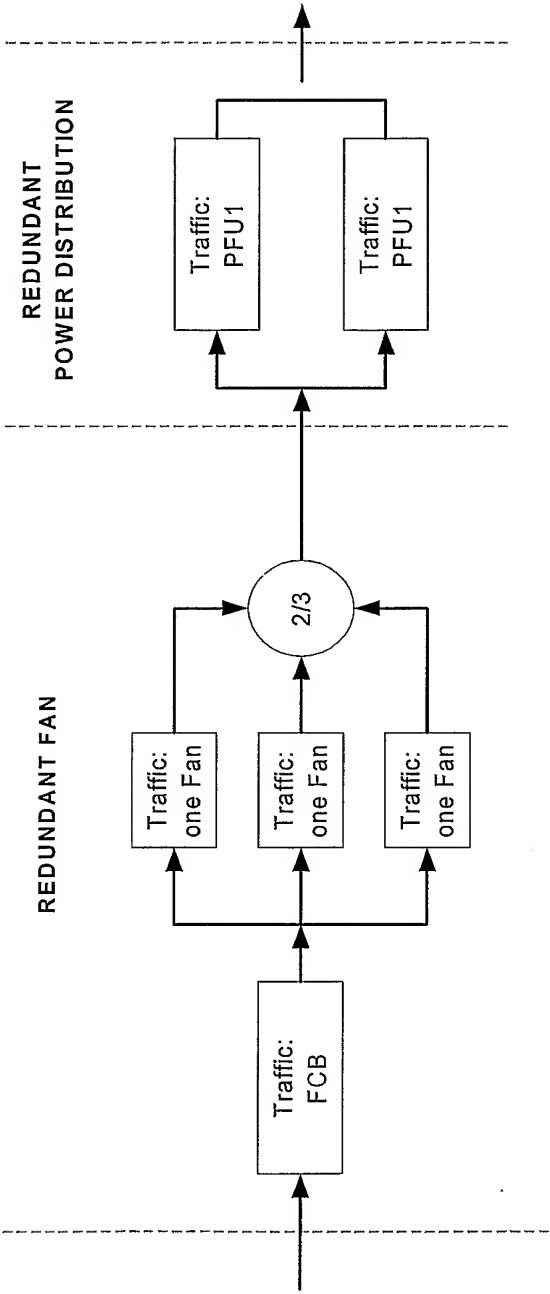 REDUNDANT FAN
Traffic:
FCB
Traffic:
one Fan
Traffic:
one Fan
Traffic:
one Fan
2/3
REDUNDANT
POWER DISTRIBUTION
Traffic:
PFU1
Traffic:
PFU1